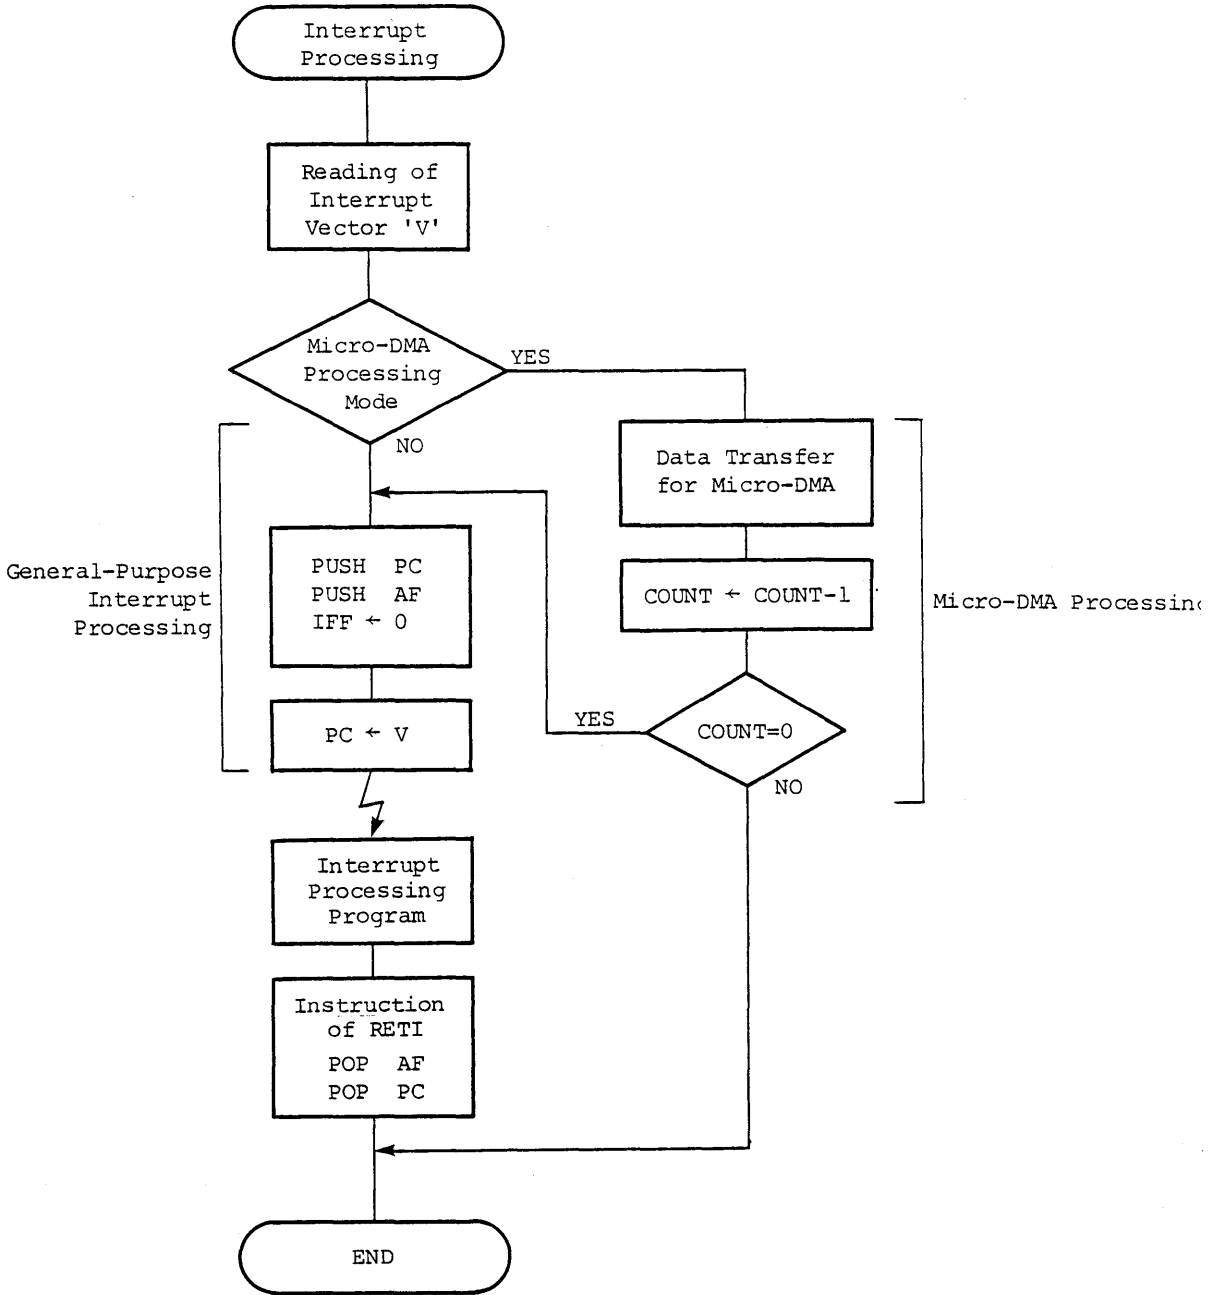 Interrupt
Processing
Reading of
Interrupt
Vector 'V'
Micro-DMA
Processing
Mode
YES
NO
Data Transfer
for Micro-DMA
General-Purpose
Interrupt
Processing
PUSH PC
PUSH AF
IFF ← 0
COUNT ← COUNT-1
Micro-DMA Processing
PC ← V
YES
COUNT=0
NO
Interrupt
Processing
Program
Instruction
of RETI
POP AF
POP PC
END